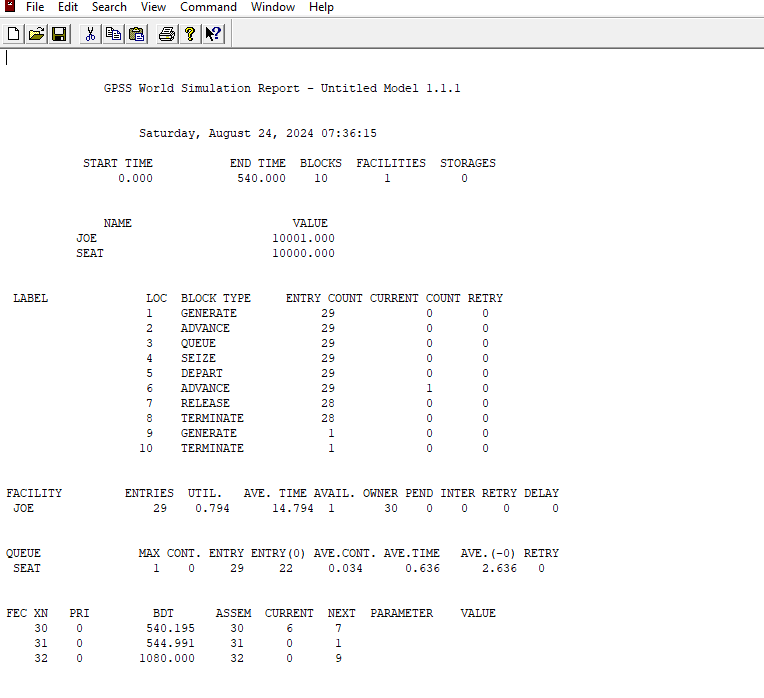 File Edit Search View Command Window Help
GPSS World Simulation Report - Untitled Model 1.1.1
Saturday, August 24, 2024 07:36:15
START TIME END TIME BLOCKS FACILITIES STORAGES
0.000 540.000 10 1 0
NAME VALUE
JOE 10001.000
SEAT 10000.000
LABEL LOC BLOCK TYPE ENTRY COUNT CURRENT COUNT RETRY
1 GENERATE 29 0 0
2 ADVANCE 29 0 0
3 QUEUE 29 0 0
4 SEIZE 29 0 0
5 DEPART 29 0 0
6 ADVANCE 29 1 0
7 RELEASE 28 0 0
8 TERMINATE 28 0 0
9 GENERATE 1 0 0
10 TERMINATE 1 0 0
FACILITY ENTRIES UTIL. AVE. TIME AVAIL. OWNER PEND INTER RETRY DELAY
JOE 29 0.794 14.794 1 30 0 0 0 0
QUEUE MAX CONT. ENTRY ENTRY(0) AVE.CONT. AVE.TIME AVE.(-0) RETRY
SEAT 1 0 29 22 0.034 0.636 2.636 0
FEC XN PRI BDT ASSEM CURRENT NEXT PARAMETER VALUE
30 0 540.195 30 6 7
31 0 544.991 31 0 1
32 0 1080.000 32 0 9